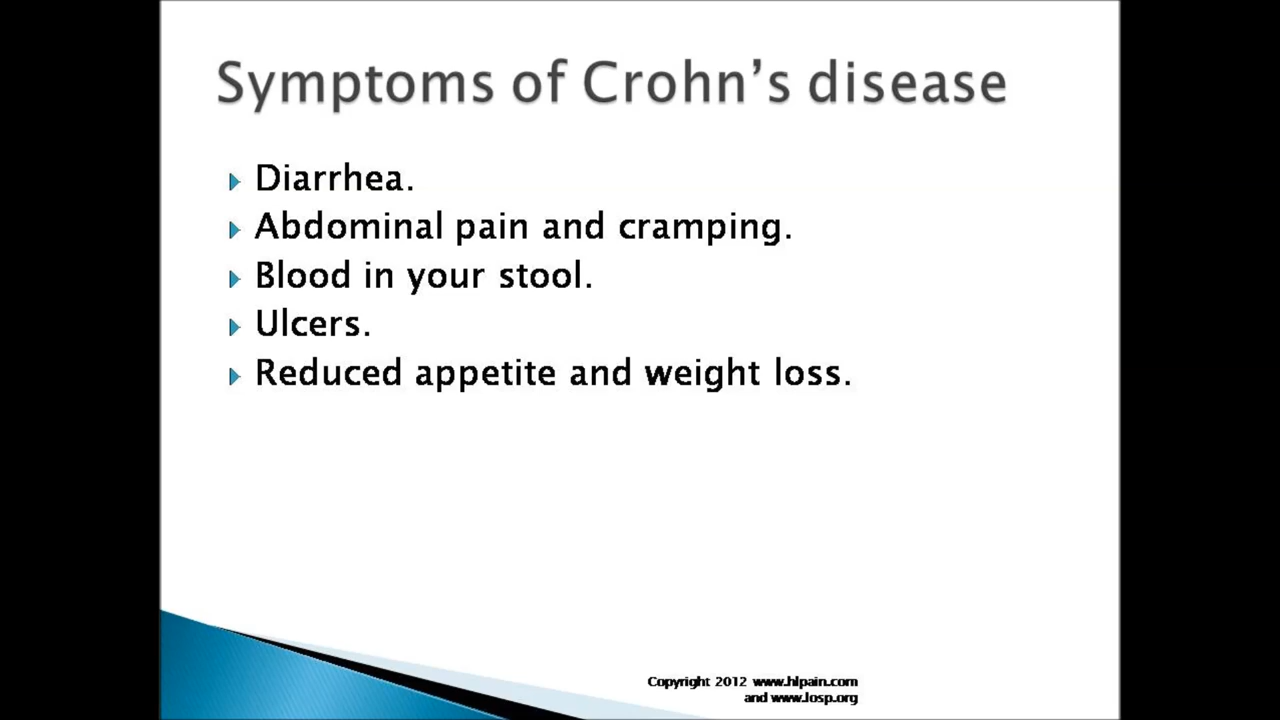 Symptoms of Crohn’s disease
Diarrhea.
Abdominal pain and cramping.
Blood in your stool.
Ulcers.
Reduced appetite and weight loss.
Copyright 2012 www.hlpain.com
and www.losp.org